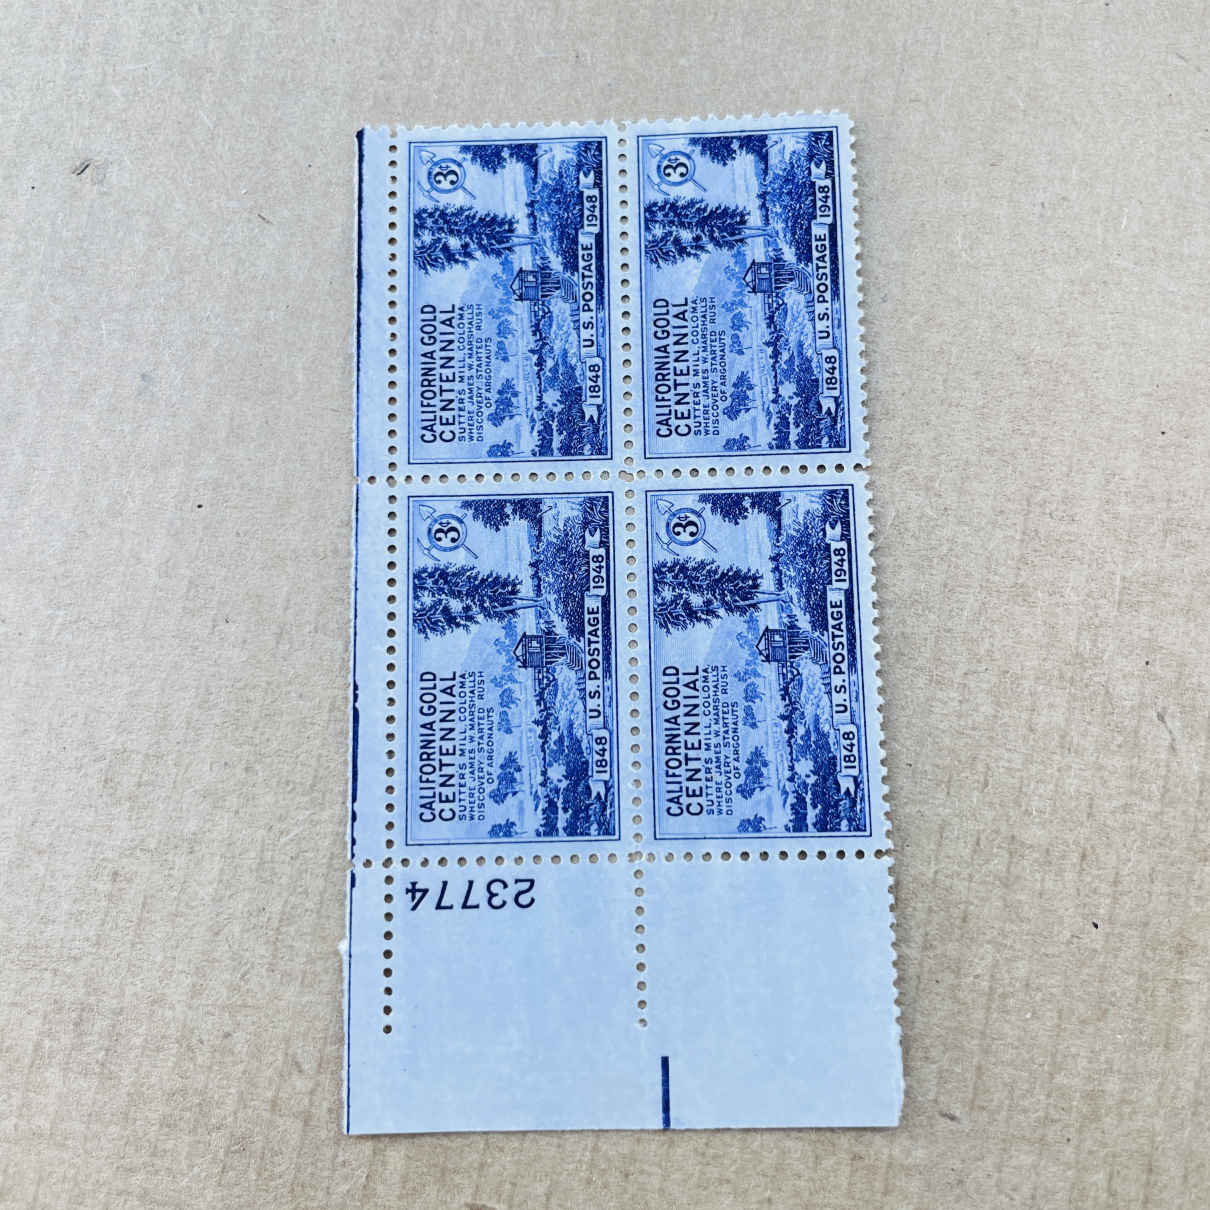 3¢
CALIFORNIA GOLD
CENTENNIAL
SUTTER'S MILL, COLOMA,
WHERE JAMES W. MARSHALL'S
DISCOVERY STARTED RUSH
OF ARGONAUTS
1848 U.S. POSTAGE 1948
3¢
CALIFORNIA GOLD
CENTENNIAL
SUTTER'S MILL, COLOMA,
WHERE JAMES W. MARSHALL'S
DISCOVERY STARTED RUSH
OF ARGONAUTS
1848 U.S. POSTAGE 1948
3¢
CALIFORNIA GOLD
CENTENNIAL
SUTTER'S MILL, COLOMA,
WHERE JAMES W. MARSHALL'S
DISCOVERY STARTED RUSH
OF ARGONAUTS
1848 U.S. POSTAGE 1948
3¢
CALIFORNIA GOLD
CENTENNIAL
SUTTER'S MILL, COLOMA,
WHERE JAMES W. MARSHALL'S
DISCOVERY STARTED RUSH
OF ARGONAUTS
1848 U.S. POSTAGE 1948
23774